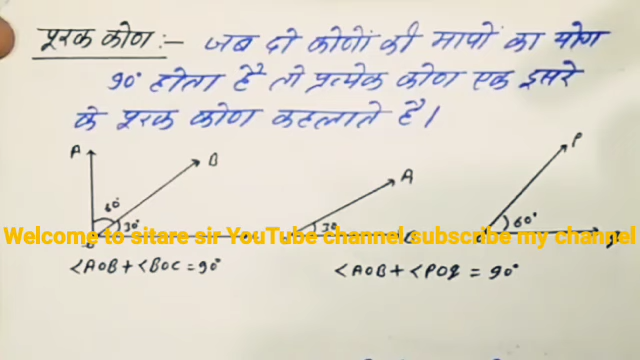 पूरक कोण :- जब दो कोणों की मापों का योग
90° होता है तो प्रत्येक कोण एक दूसरे
के पूरक कोण कहलाते है।
A B 60° 30°
A 30°
P 60°
Welcome to sitare sir YouTube channel subscribe my channel
∠AOB + ∠BOC = 90°
∠AOB + ∠POQ = 90°